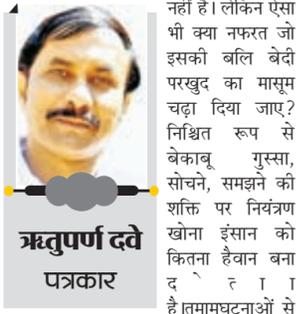 ऋतुपर्ण दवे
पत्रकार
नहीं है। लेकिन ऐसा
भी क्या नफरत जो
इसकी बलि बेदी
परखुद का मासूम
चढ़ा दिया जाए?
निश्चित रूप से
बेकाबू गुस्सा,
सोचने, समझने की
शक्ति पर नियंत्रण
खोना इंसान को
कितना हैवान बना
द े त ा
है।तमामघटनाओं से